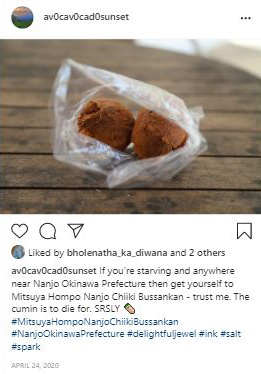 av0cav0cad0sunset
Liked by bholenatha_ka_diwana and 2 others
av0cav0cad0sunset If you're starving and anywhere
near Nanjo Okinawa Prefecture then get yourself to
Mitsuya Hompo Nanjo Chiiki Bussankan - trust me. The
cumin is to die for. SRSLY
#MitsuyaHompoNanjoChiikiBussankan
#NanjoOkinawaPrefecture #delightfuljewel #ink #salt
#spark
APRIL 24, 2020